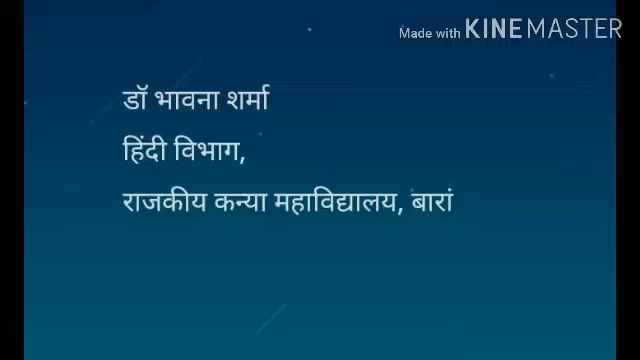 Made with KINEMASTER
डॉ भावना शर्मा
हिंदी विभाग,
राजकीय कन्या महाविद्यालय, बारां